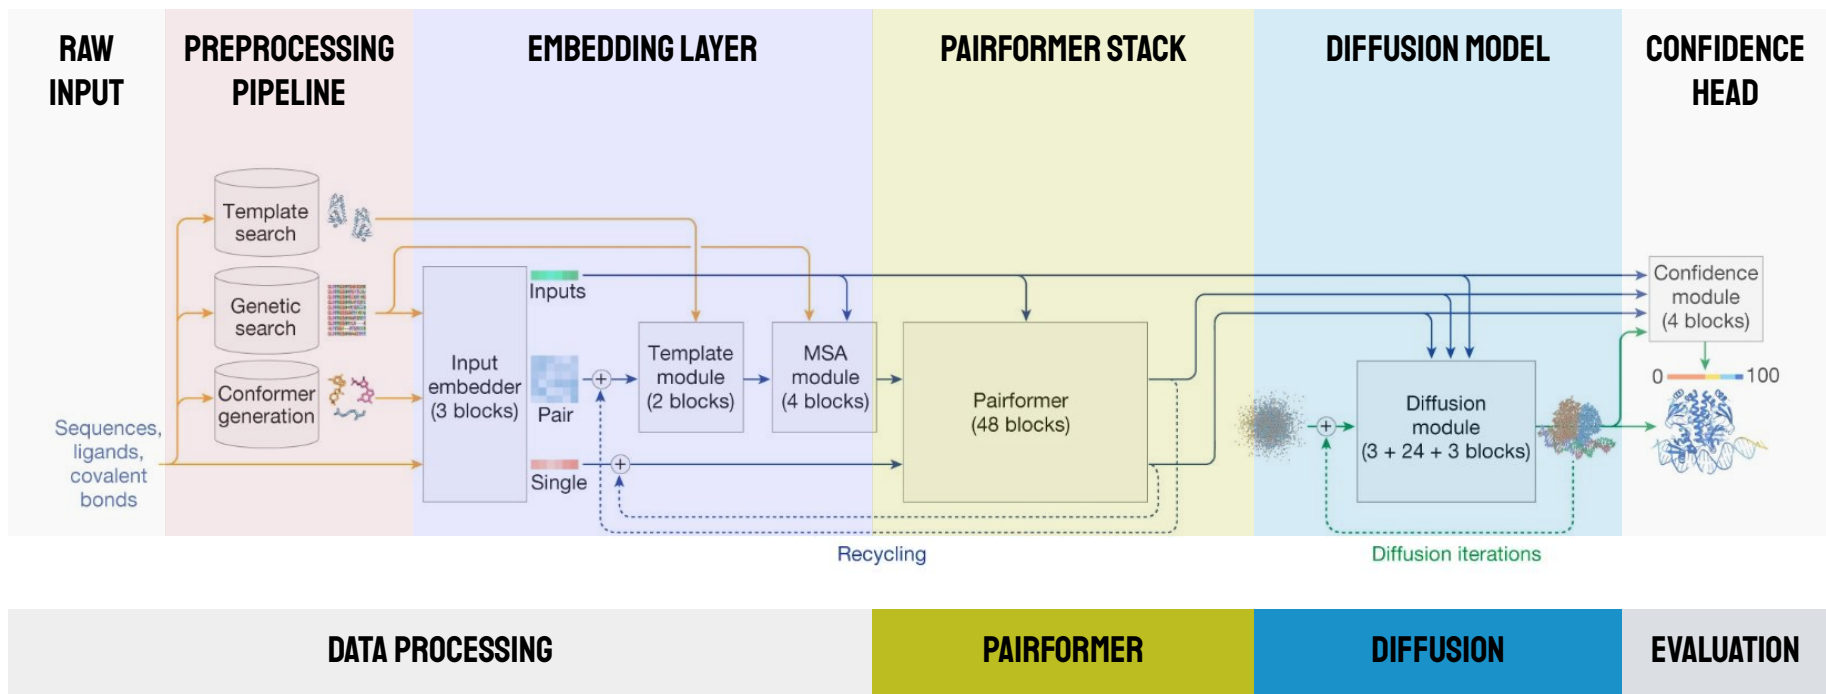 RAW
INPUT
PREPROCESSING
PIPELINE
EMBEDDING LAYER
PAIRFORMER STACK
DIFFUSION MODEL
CONFIDENCE
HEAD
Template
search
Genetic
search
Conformer
generation
Sequences,
ligands,
covalent
bonds
Input
embedder
(3 blocks)
Inputs
Pair
Single
+
+
Template
module
(2 blocks)
MSA
module
(4 blocks)
Pairformer
(48 blocks)
+
Diffusion
module
(3 + 24 + 3 blocks)
Confidence
module
(4 blocks)
0 100
Recycling
Diffusion iterations
DATA PROCESSING
PAIRFORMER
DIFFUSION
EVALUATION